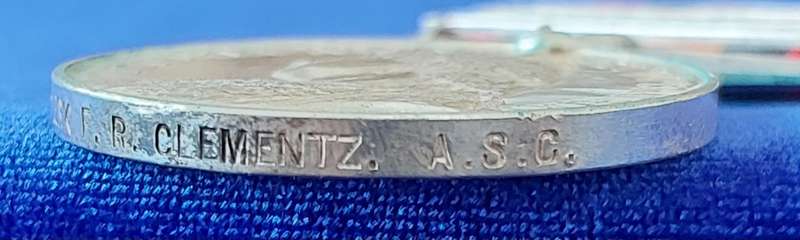 F. R. CLEMENTZ. A.S.C.